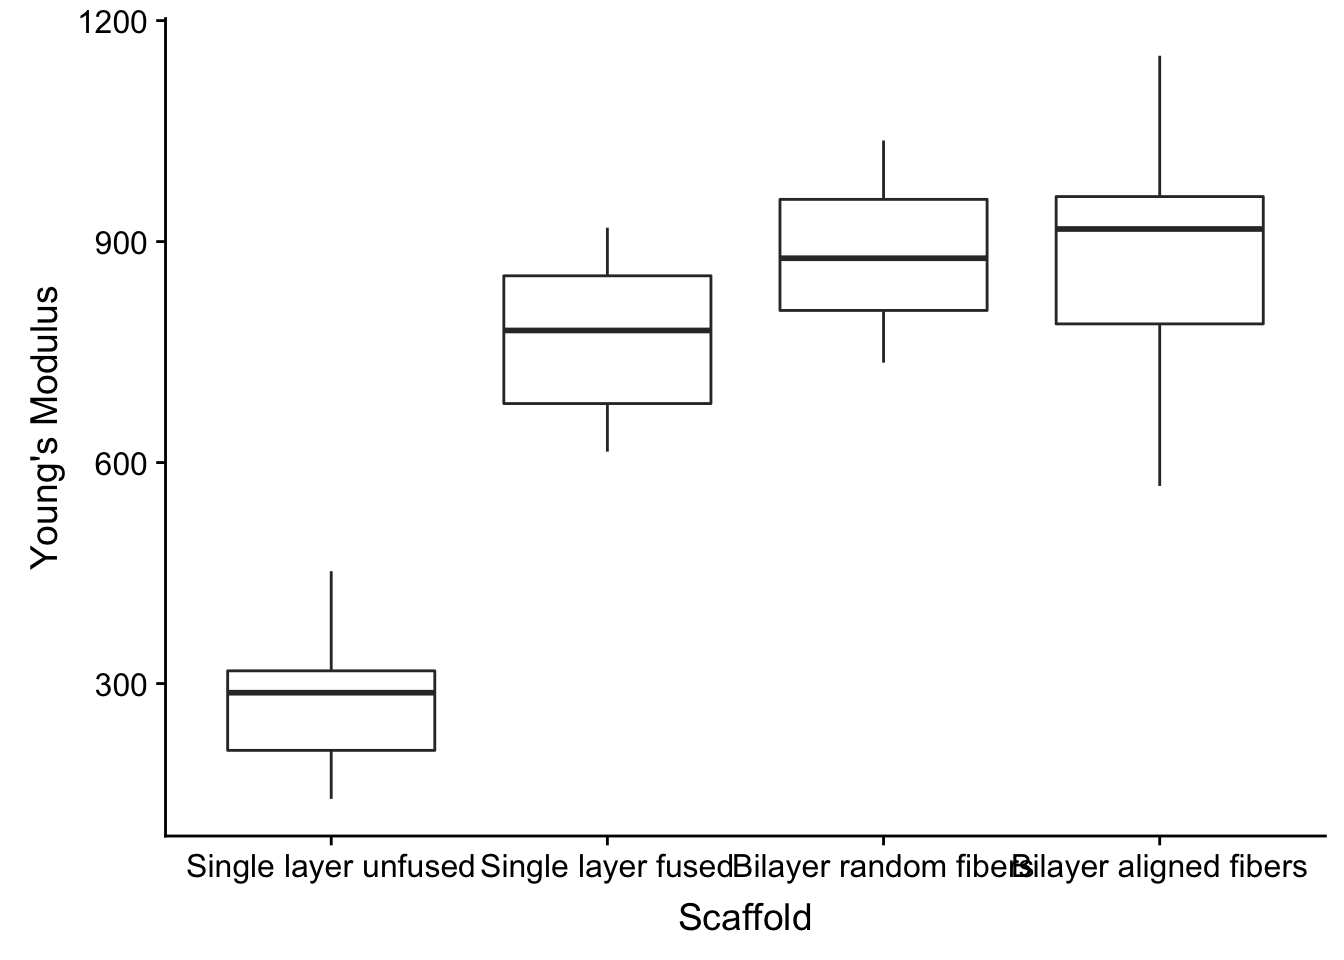 1200
900
600
300
Young's Modulus
Single layer unfused Single layer fused Bilayer random fibers Bilayer aligned fibers
Scaffold